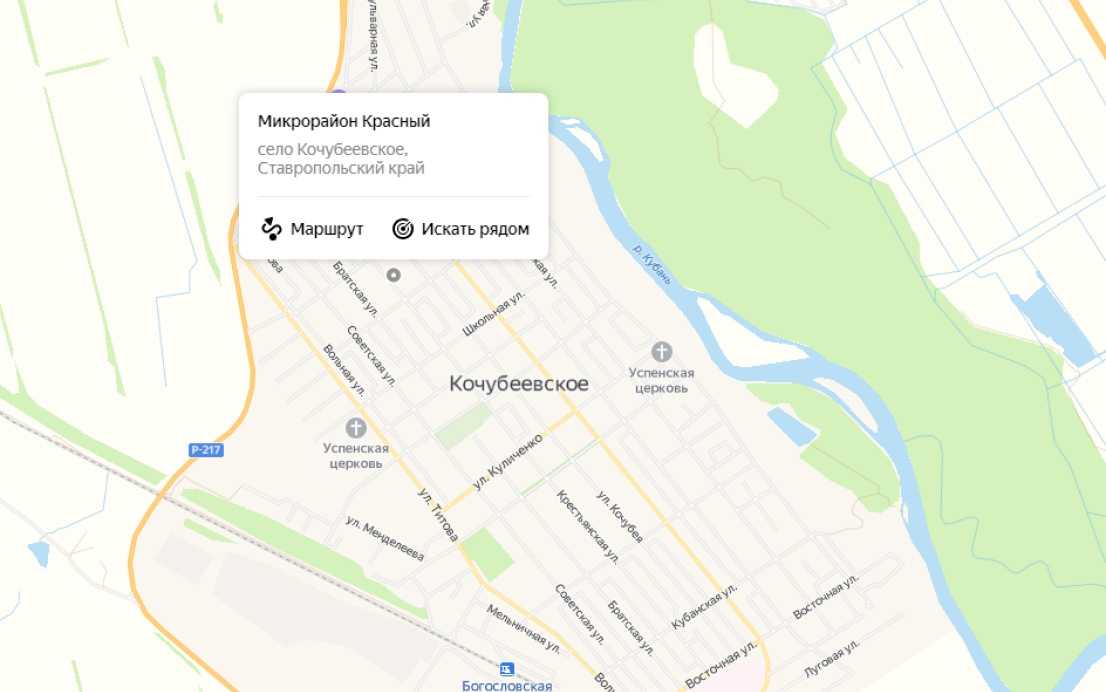 Микрорайон Красный
село Кочубеевское,
Ставропольский край
Маршрут
Искать рядом
р. Кубань
Братская ул.
Школьная ул.
Советская ул.
Вольная ул.
Успенская
церковь
Кочубеевское
Успенская
церковь
Р-217
ул. Куличенко
ул. Титова
ул. Кочубея
Крестьянская ул.
ул. Менделеева
Советская ул.
Братская ул.
Кубанская ул.
Восточная ул.
Мельничная ул.
Восточная ул.
Луговая ул.
Богословская